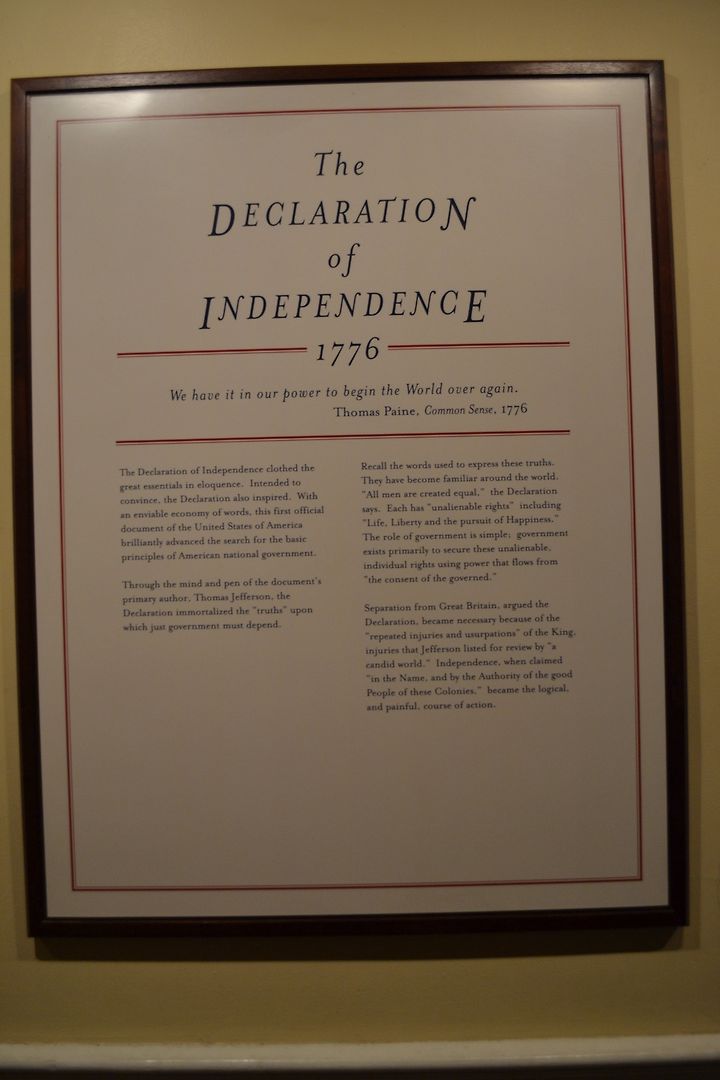 The
DECLARATION
of
INDEPENDENCE
1776
We have it in our power to begin the World over again.
Thomas Paine, Common Sense, 1776
The Declaration of Independence clothed the
great essentials in eloquence. Intended to
convince, the Declaration also inspired. With
an enviable economy of words, this first official
document of the United States of America
brilliantly advanced the search for the basic
principles of American national government.
Through the mind and pen of the document's
primary author, Thomas Jefferson, the
Declaration immortalized the "truths" upon
which just government must depend.
Recall the words used to express these truths.
They have become familiar around the world.
"All men are created equal," the Declaration
says. Each has "unalienable rights" including
"Life, Liberty and the pursuit of Happiness."
The role of government is simple; government
exists primarily to secure these unalienable,
individual rights using power that flows from
"the consent of the governed."
Separation from Great Britain, argued the
Declaration, became necessary because of the
"repeated injuries and usurpations" of the King,
injuries that Jefferson listed for review by "a
candid world." Independence, when claimed
"in the Name, and by the Authority of the good
People of these Colonies," became the logical,
and painful, course of action.